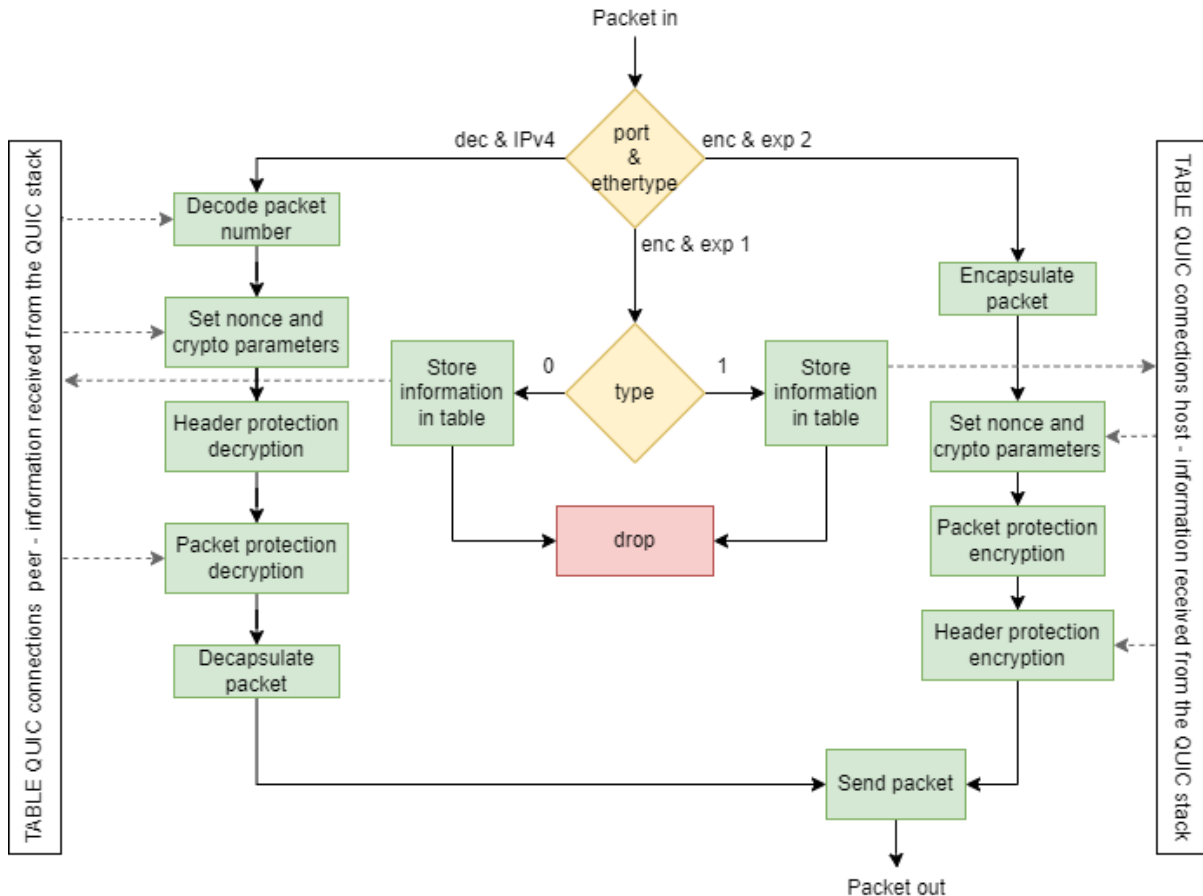 Packet in
port
&
ethertype
dec & IPv4
enc & exp 2
enc & exp 1
TABLE QUIC connections peer - information received from the QUIC stack
Decode packet
number
Set nonce and
crypto parameters
Header protection
decryption
Packet protection
decryption
Decapsulate
packet
type
0
1
Store
information
in table
Store
information
in table
drop
Encapsulate
packet
Set nonce and
crypto parameters
Packet protection
encryption
Header protection
encryption
TABLE QUIC connections host - information received from the QUIC stack
Send packet
Packet out